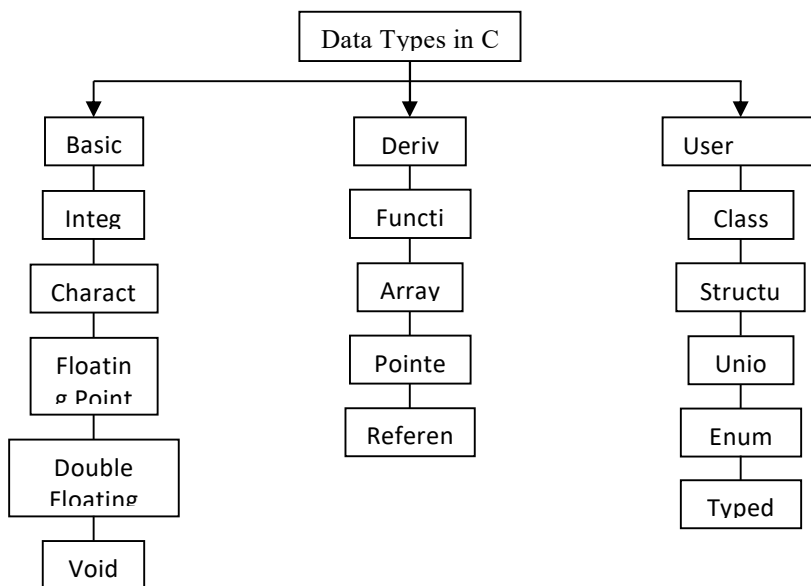 Data Types in C
Basic
Deriv
User
Integ
Functi
Class
Charact
Array
Structu
Floatin
g Point
Pointe
Unio
Double
Floating
Referen
Enum
Void
Typed